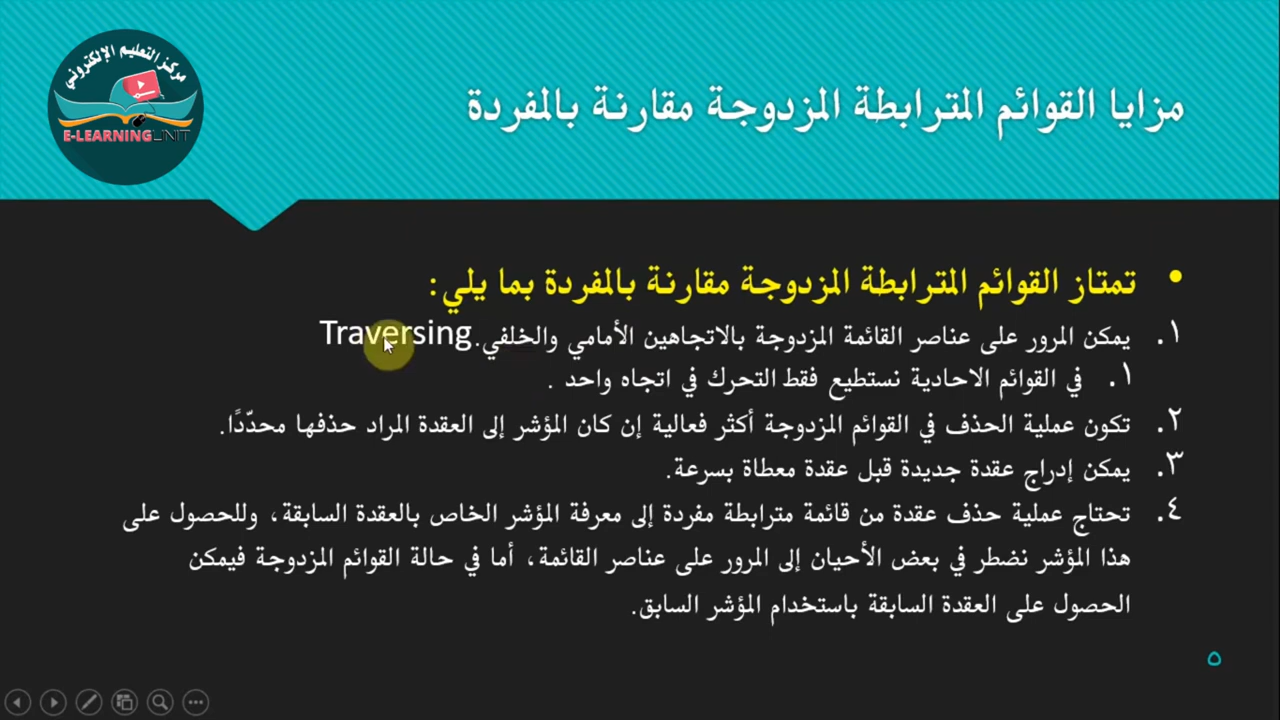 مركز التعليم الإلكتروني
E-LEARNING UNIT
مزايا القوائم المترابطة المزدوجة مقارنة بالمفردة
• تمتاز القوائم المترابطة المزدوجة مقارنة بالمفردة بما يلي:
١. يمكن المرور على عناصر القائمة المزدوجة بالاتجاهين الأمامي والخلفي. Traversing
١. في القوائم الاحادية نستطيع فقط التحرك في اتجاه واحد .
٢. تكون عملية الحذف في القوائم المزدوجة أكثر فعالية إن كان المؤشر إلى العقدة المراد حذفها محدّدًا.
٣. يمكن إدراج عقدة جديدة قبل عقدة معطاة بسرعة.
٤. تحتاج عملية حذف عقدة من قائمة مترابطة مفردة إلى معرفة المؤشر الخاص بالعقدة السابقة، وللحصول على
هذا المؤشر نضطر في بعض الأحيان إلى المرور على عناصر القائمة، أما في حالة القوائم المزدوجة فيمكن
الحصول على العقدة السابقة باستخدام المؤشر السابق.
٥